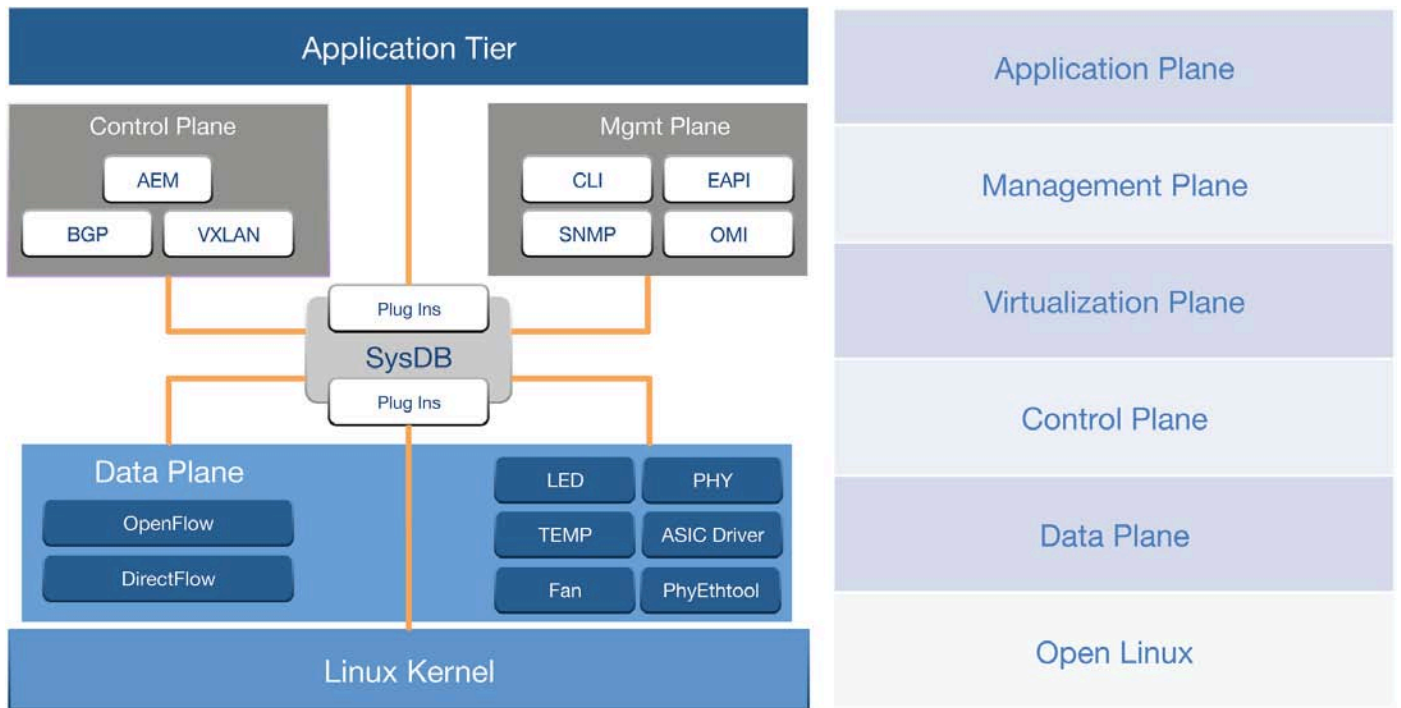 Application Tier
Control Plane
AEM
BGP
VXLAN
Mgmt Plane
CLI
EAPI
SNMP
OMI
Plug Ins
SysDB
Plug Ins
Data Plane
OpenFlow
DirectFlow
LED
PHY
TEMP
ASIC Driver
Fan
PhyEthtool
Linux Kernel
Application Plane
Management Plane
Virtualization Plane
Control Plane
Data Plane
Open Linux